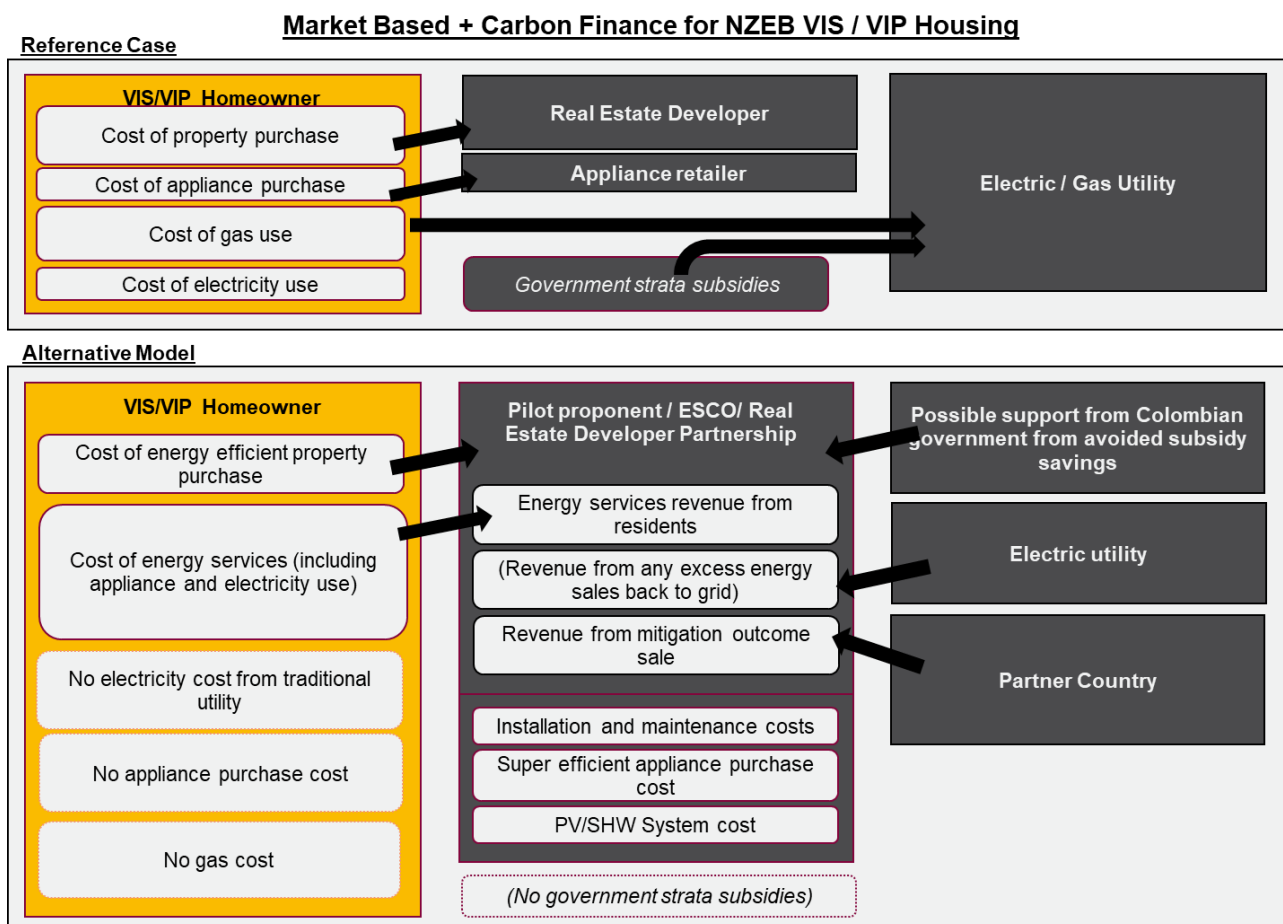 Market Based + Carbon Finance for NZEB VIS / VIP Housing
Reference Case
VIS/VIP Homeowner
Cost of property purchase
Cost of appliance purchase
Cost of gas use
Cost of electricity use
Real Estate Developer
Appliance retailer
Government strata subsidies
Electric / Gas Utility
Alternative Model
VIS/VIP Homeowner
Cost of energy efficient property
purchase
Cost of energy services (including
appliance and electricity use)
No electricity cost from traditional
utility
No appliance purchase cost
No gas cost
Pilot proponent / ESCO/ Real
Estate Developer Partnership
Energy services revenue from
residents
(Revenue from any excess energy
sales back to grid)
Revenue from mitigation outcome
sale
Installation and maintenance costs
Super efficient appliance purchase
cost
PV/SHW System cost
(No government strata subsidies)
Possible support from Colombian
government from avoided subsidy
savings
Electric utility
Partner Country